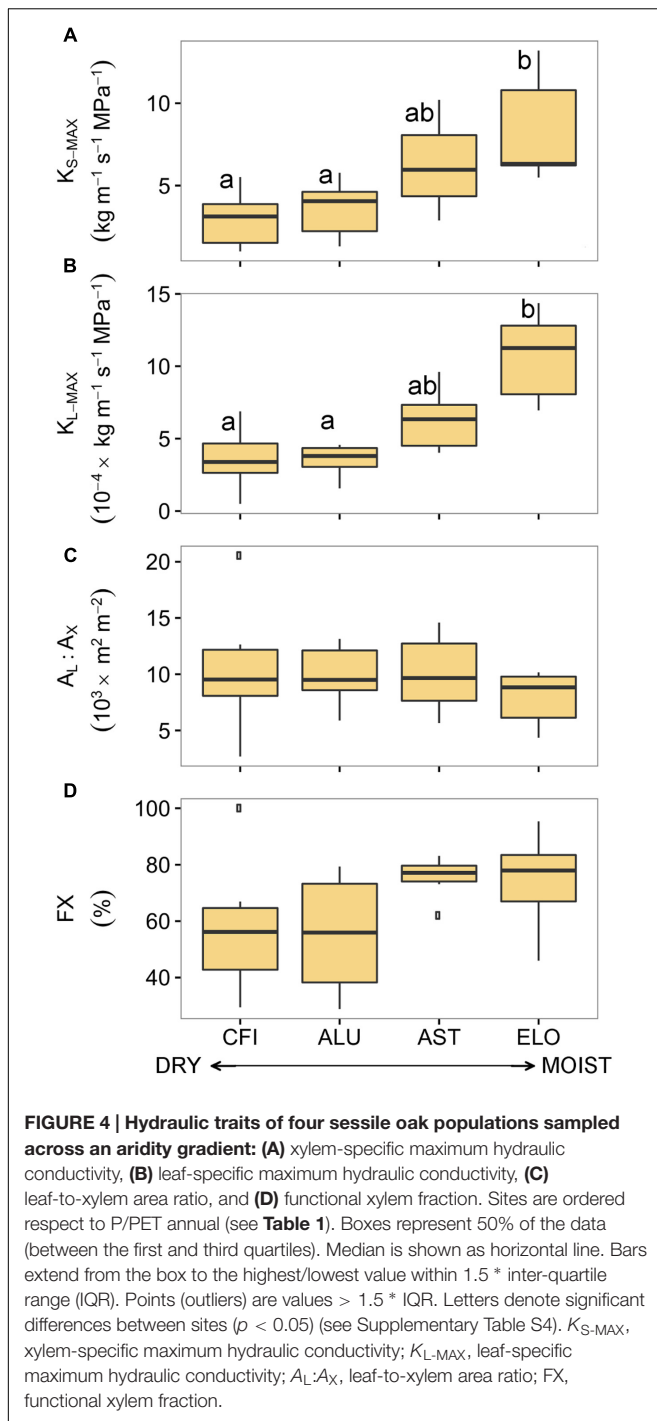 A
K_S−MAX
(kg m⁻¹ s⁻¹ MPa⁻¹)
10
5
a
a
ab
b
B
K_L−MAX
(10⁻⁴ × kg m⁻¹ s⁻¹ MPa⁻¹)
15
10
5
0
a
a
ab
b
C
A_L : A_X
(10³ × m² m⁻²)
20
15
10
5
D
FX
(%)
100
80
60
40
CFI ALU AST ELO
DRY ←→ MOIST
FIGURE 4 | Hydraulic traits of four sessile oak populations sampled
across an aridity gradient: (A) xylem-specific maximum hydraulic
conductivity, (B) leaf-specific maximum hydraulic conductivity, (C)
leaf-to-xylem area ratio, and (D) functional xylem fraction. Sites are ordered
respect to P/PET annual (see Table 1). Boxes represent 50% of the data
(between the first and third quartiles). Median is shown as horizontal line. Bars
extend from the box to the highest/lowest value within 1.5 * inter-quartile
range (IQR). Points (outliers) are values > 1.5 * IQR. Letters denote significant
differences between sites (p < 0.05) (see Supplementary Table S4). K_S-MAX,
xylem-specific maximum hydraulic conductivity; K_L-MAX, leaf-specific
maximum hydraulic conductivity; A_L:A_X, leaf-to-xylem area ratio; FX,
functional xylem fraction.